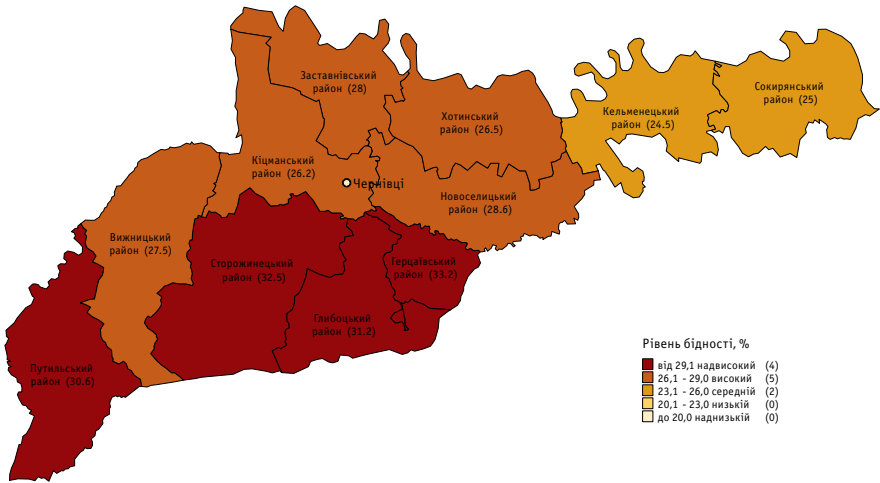 Заставнівський
район (28)
Хотинський
район (26.5)
Кельменецький
район (24.5)
Сокирянський
район (25)
Кіцманський
район (26.2)
Чернівці
Новоселицький
район (28.6)
Вижницький
район (27.5)
Сторожинецький
район (32.5)
Герцаївський
район (33.2)
Глибоцький
район (31.2)
Путильський
район (30.6)
Рівень бідності, %
від 29,1 надвисокий (4)
26,1 - 29,0 високий (5)
23,1 - 26,0 середній (2)
20,1 - 23,0 низькій (0)
до 20,0 наднизькій (0)